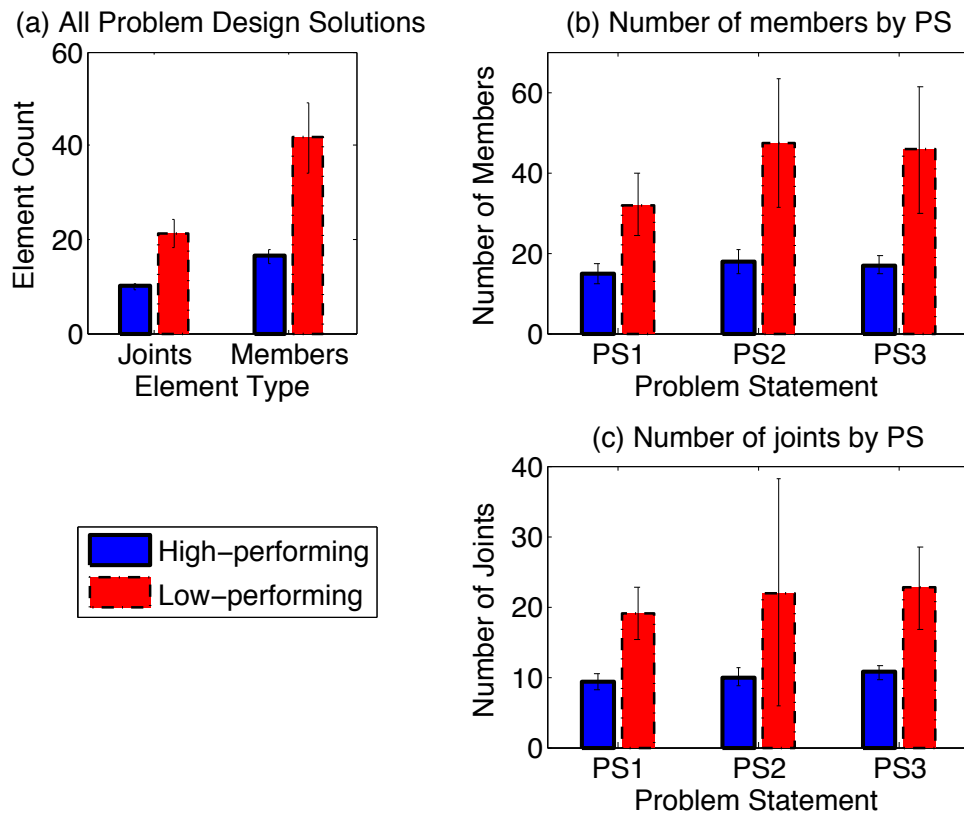 (a) All Problem Design Solutions
60
40
20
0
Element Count
Joints Members
Element Type
(b) Number of members by PS
60
40
20
0
Number of Members
PS1 PS2 PS3
Problem Statement
High−performing
Low−performing
(c) Number of joints by PS
40
30
20
10
0
Number of Joints
PS1 PS2 PS3
Problem Statement